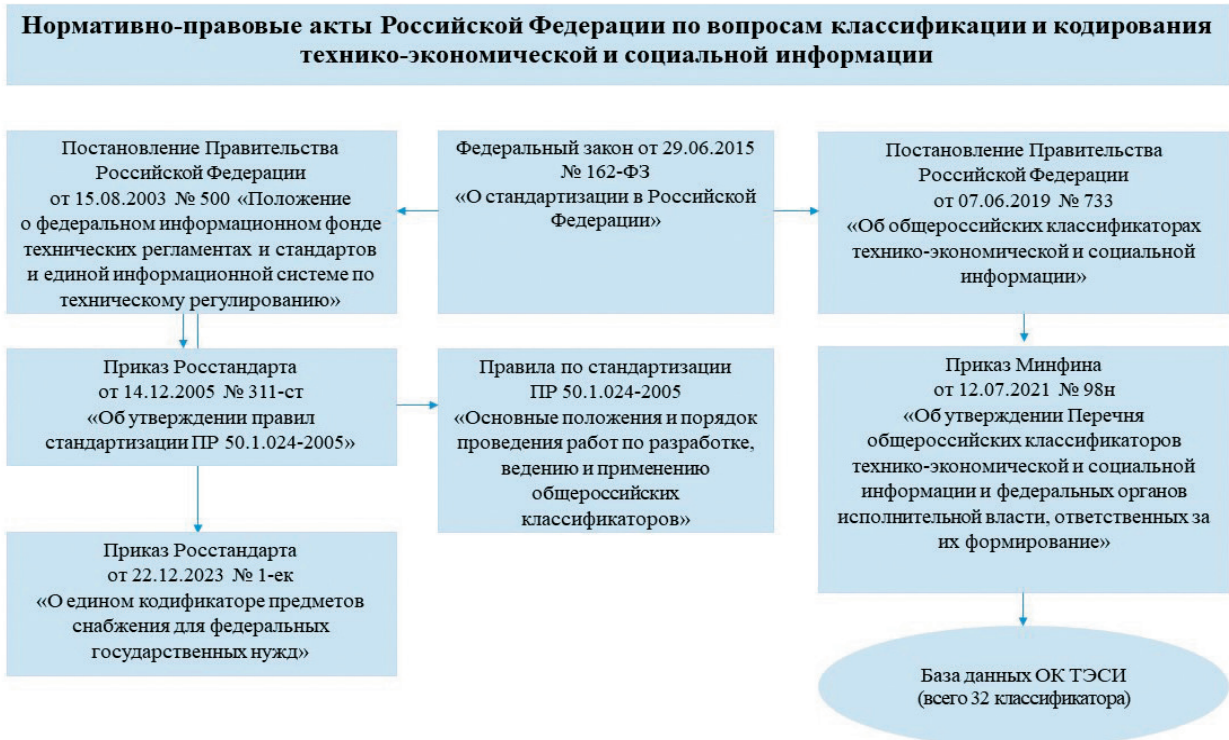 Нормативно-правовые акты Российской Федерации по вопросам классификации и кодирования
технико-экономической и социальной информации
Постановление Правительства
Российской Федерации
от 15.08.2003 № 500 «Положение
о федеральном информационном фонде
технических регламентах и стандартов
и единой информационной системе по
техническому регулированию»
Федеральный закон от 29.06.2015
№ 162-ФЗ
«О стандартизации в Российской
Федерации»
Постановление Правительства
Российской Федерации
от 07.06.2019 № 733
«Об общероссийских классификаторах
технико-экономической и социальной
информации»
Приказ Росстандарта
от 14.12.2005 № 311-ст
«Об утверждении правил
стандартизации ПР 50.1.024-2005»
Правила по стандартизации
ПР 50.1.024-2005
«Основные положения и порядок
проведения работ по разработке,
ведению и применению
общероссийских
классификаторов»
Приказ Минфина
от 12.07.2021 № 98н
«Об утверждении Перечня
общероссийских классификаторов
технико-экономической и социальной
информации и федеральных органов
исполнительной власти, ответственных за
их формирование»
Приказ Росстандарта
от 22.12.2023 № 1-ек
«О едином кодификаторе предметов
снабжения для федеральных
государственных нужд»
База данных ОК ТЭСИ
(всего 32 классификатора)